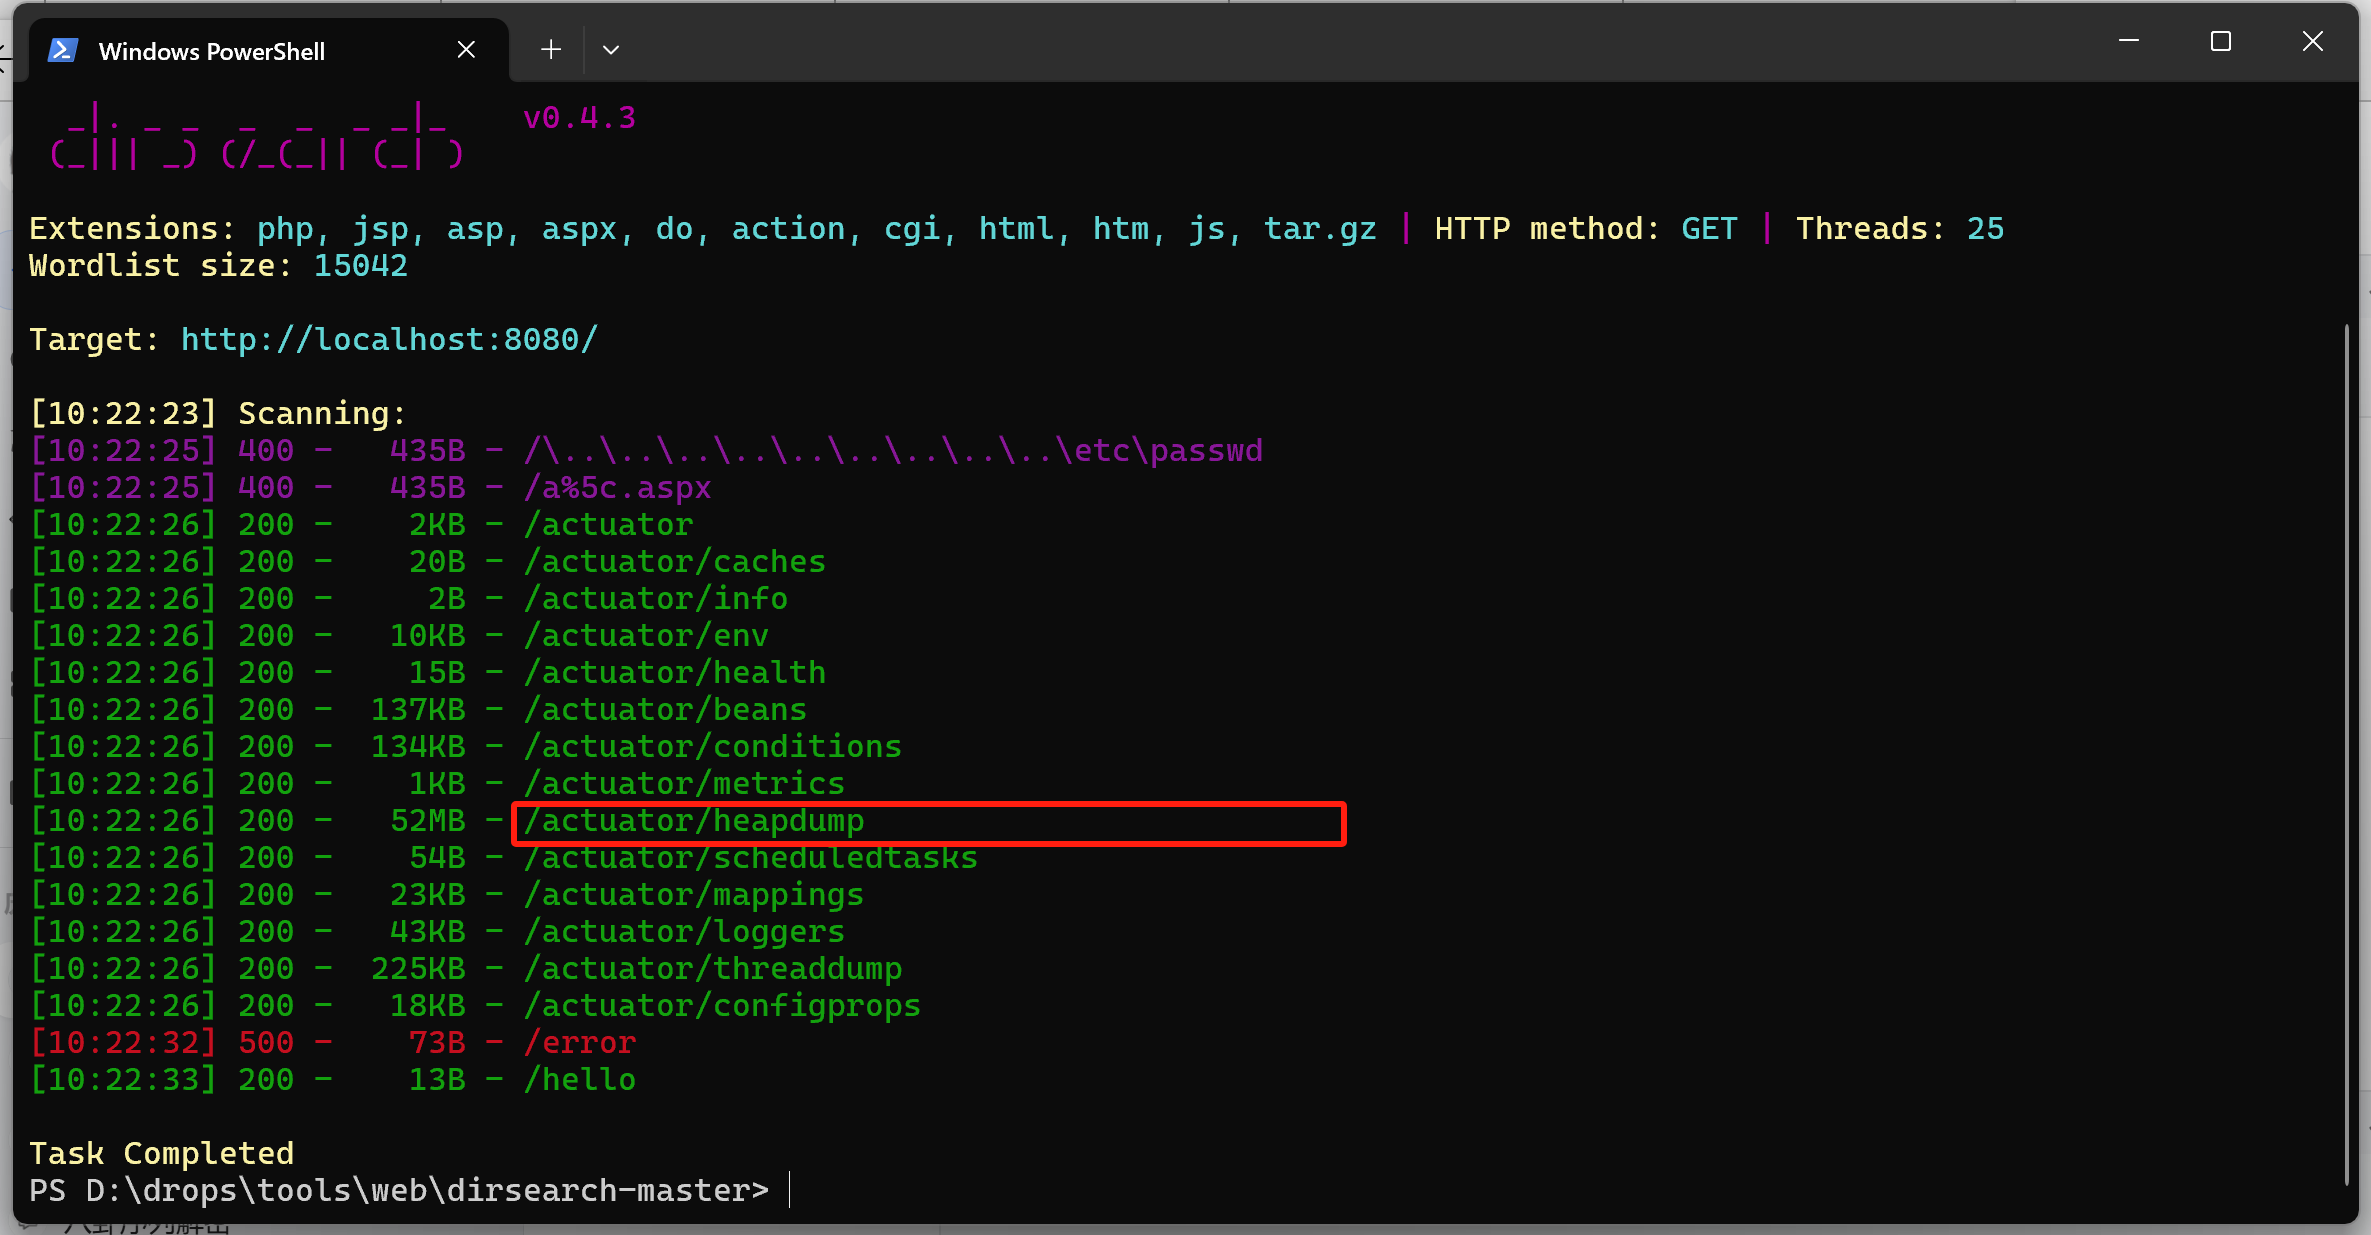 Windows PowerShell
v0.4.3
Extensions: php, jsp, asp, aspx, do, action, cgi, html, htm, js, tar.gz | HTTP method: GET | Threads: 25
Wordlist size: 15042
Target: http://localhost:8080/
[10:22:23] Scanning:
[10:22:25] 400 -   435B - /\..\..\..\..\..\..\..\..\..\etc\passwd
[10:22:25] 400 -   435B - /a%5c.aspx
[10:22:26] 200 -    2KB - /actuator
[10:22:26] 200 -    20B - /actuator/caches
[10:22:26] 200 -     2B - /actuator/info
[10:22:26] 200 -   10KB - /actuator/env
[10:22:26] 200 -    15B - /actuator/health
[10:22:26] 200 -  137KB - /actuator/beans
[10:22:26] 200 -  134KB - /actuator/conditions
[10:22:26] 200 -    1KB - /actuator/metrics
[10:22:26] 200 -   52MB - /actuator/heapdump
[10:22:26] 200 -    54B - /actuator/scheduledtasks
[10:22:26] 200 -   23KB - /actuator/mappings
[10:22:26] 200 -   43KB - /actuator/loggers
[10:22:26] 200 -  225KB - /actuator/threaddump
[10:22:26] 200 -   18KB - /actuator/configprops
[10:22:32] 500 -    73B - /error
[10:22:33] 200 -    13B - /hello
Task Completed
PS D:\drops\tools\web\dirsearch-master>